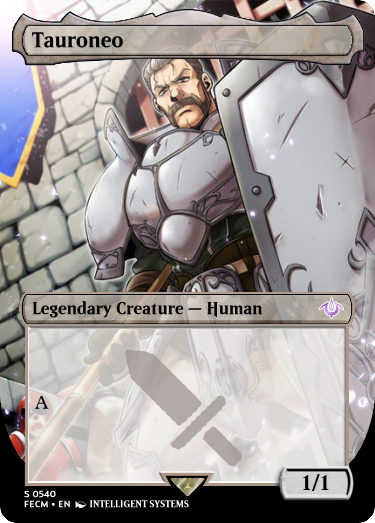 Tauroneo
Legendary Creature — Human
A
1/1
S 0540
FECM • EN INTELLIGENT SYSTEMS